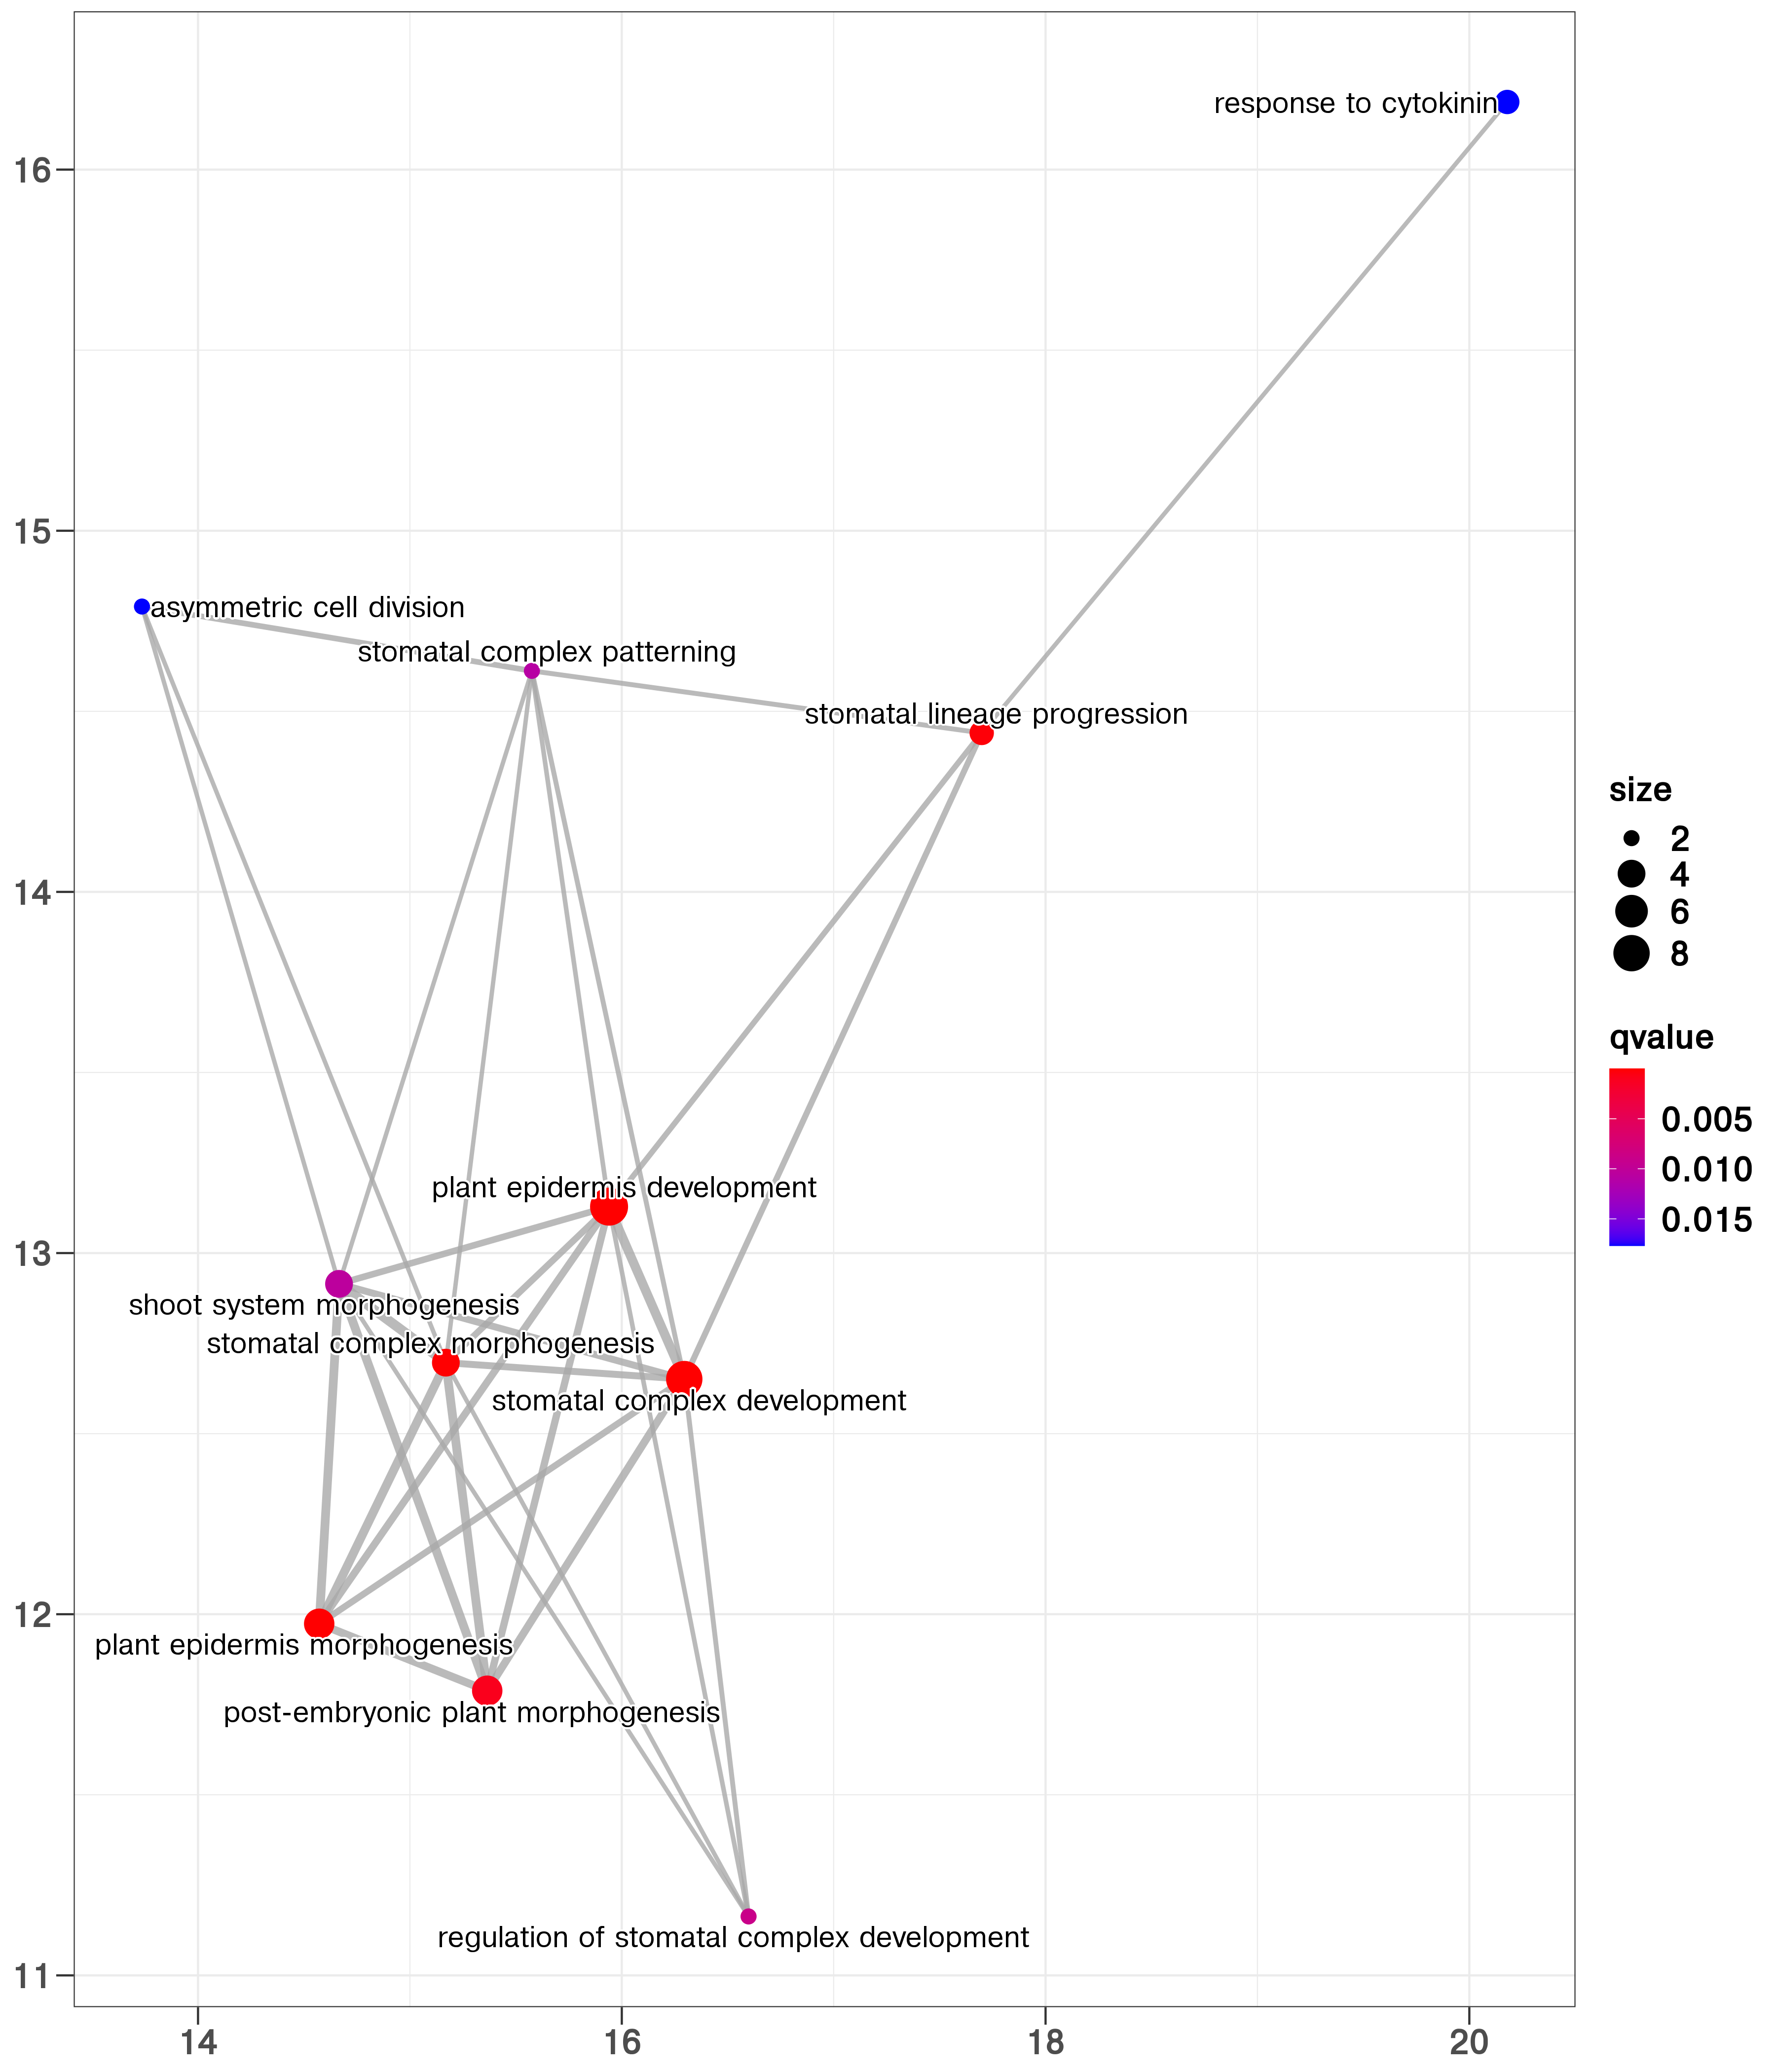 response to cytokinin
16
15
asymmetric cell division
stomatal complex patterning
stomatal lineage progression
size
2
4
6
8
14
qvalue
0.005
0.010
0.015
plant epidermis development
13
shoot system morphogenesis
stomatal complex morphogenesis
stomatal complex development
12
plant epidermis morphogenesis
post-embryonic plant morphogenesis
regulation of stomatal complex development
11
14 16 18 20